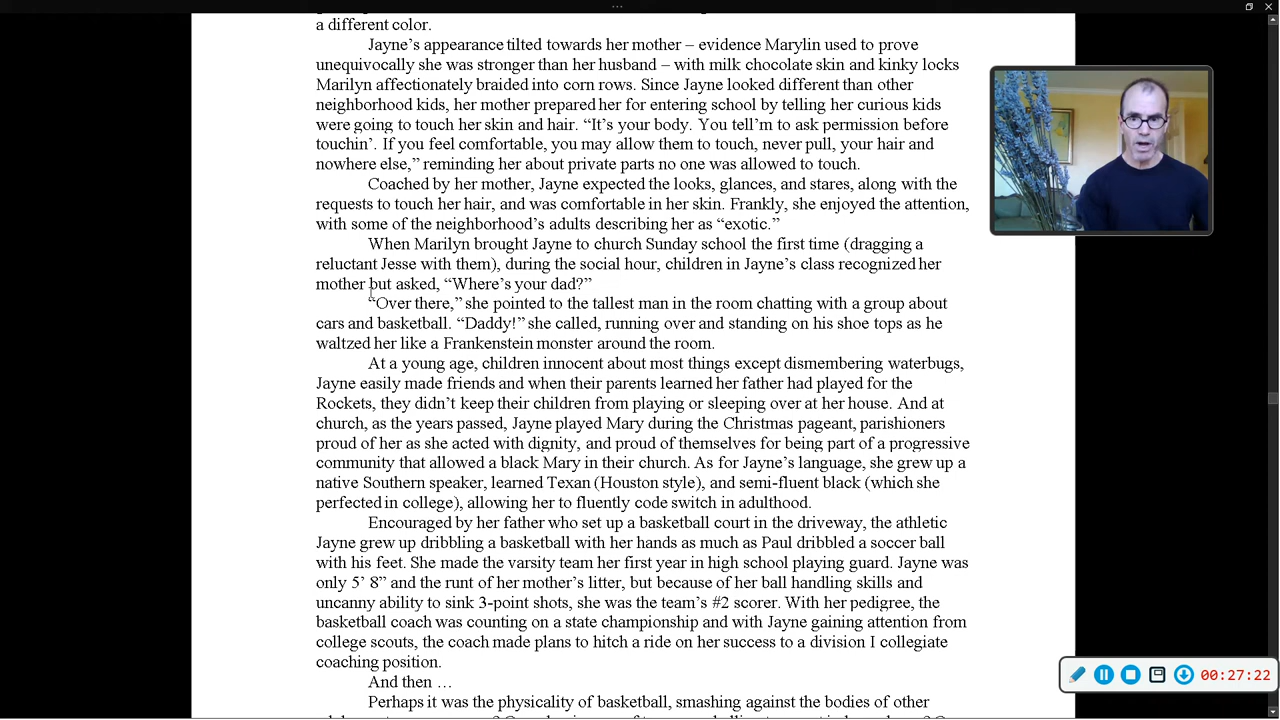 a different color.
Jayne’s appearance tilted towards her mother – evidence Marylin used to prove
unequivocally she was stronger than her husband – with milk chocolate skin and kinky locks
Marilyn affectionately braided into corn rows. Since Jayne looked different than other
neighborhood kids, her mother prepared her for entering school by telling her curious kids
were going to touch her skin and hair. “It’s your body. You tell’m to ask permission before
touchin’. If you feel comfortable, you may allow them to touch, never pull, your hair and
nowhere else,” reminding her about private parts no one was allowed to touch.
Coached by her mother, Jayne expected the looks, glances, and stares, along with the
requests to touch her hair, and was comfortable in her skin. Frankly, she enjoyed the attention,
with some of the neighborhood’s adults describing her as “exotic.”
When Marilyn brought Jayne to church Sunday school the first time (dragging a
reluctant Jesse with them), during the social hour, children in Jayne’s class recognized her
mother but asked, “Where’s your dad?”
“Over there,” she pointed to the tallest man in the room chatting with a group about
cars and basketball. “Daddy!” she called, running over and standing on his shoe tops as he
waltzed her like a Frankenstein monster around the room.
At a young age, children innocent about most things except dismembering waterbugs,
Jayne easily made friends and when their parents learned her father had played for the
Rockets, they didn’t keep their children from playing or sleeping over at her house. And at
church, as the years passed, Jayne played Mary during the Christmas pageant, parishioners
proud of her as she acted with dignity, and proud of themselves for being part of a progressive
community that allowed a black Mary in their church. As for Jayne’s language, she grew up a
native Southern speaker, learned Texan (Houston style), and semi-fluent black (which she
perfected in college), allowing her to fluently code switch in adulthood.
Encouraged by her father who set up a basketball court in the driveway, the athletic
Jayne grew up dribbling a basketball with her hands as much as Paul dribbled a soccer ball
with his feet. She made the varsity team her first year in high school playing guard. Jayne was
only 5’ 8” and the runt of her mother’s litter, but because of her ball handling skills and
uncanny ability to sink 3-point shots, she was the team’s #2 scorer. With her pedigree, the
basketball coach was counting on a state championship and with Jayne gaining attention from
college scouts, the coach made plans to hitch a ride on her success to a division I collegiate
coaching position.
And then …
Perhaps it was the physicality of basketball, smashing against the bodies of other
00:27:22